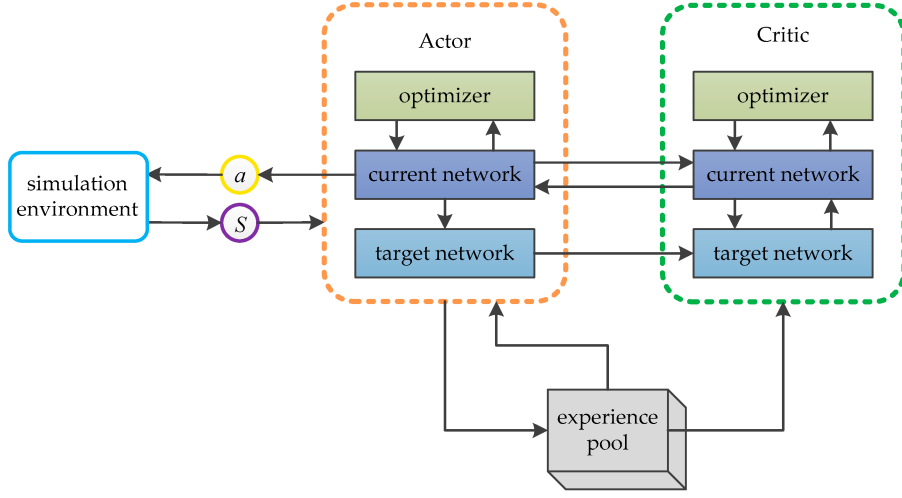 Actor
Critic
optimizer
optimizer
current network
current network
a
simulation
environment
S
target network
target network
experience
pool